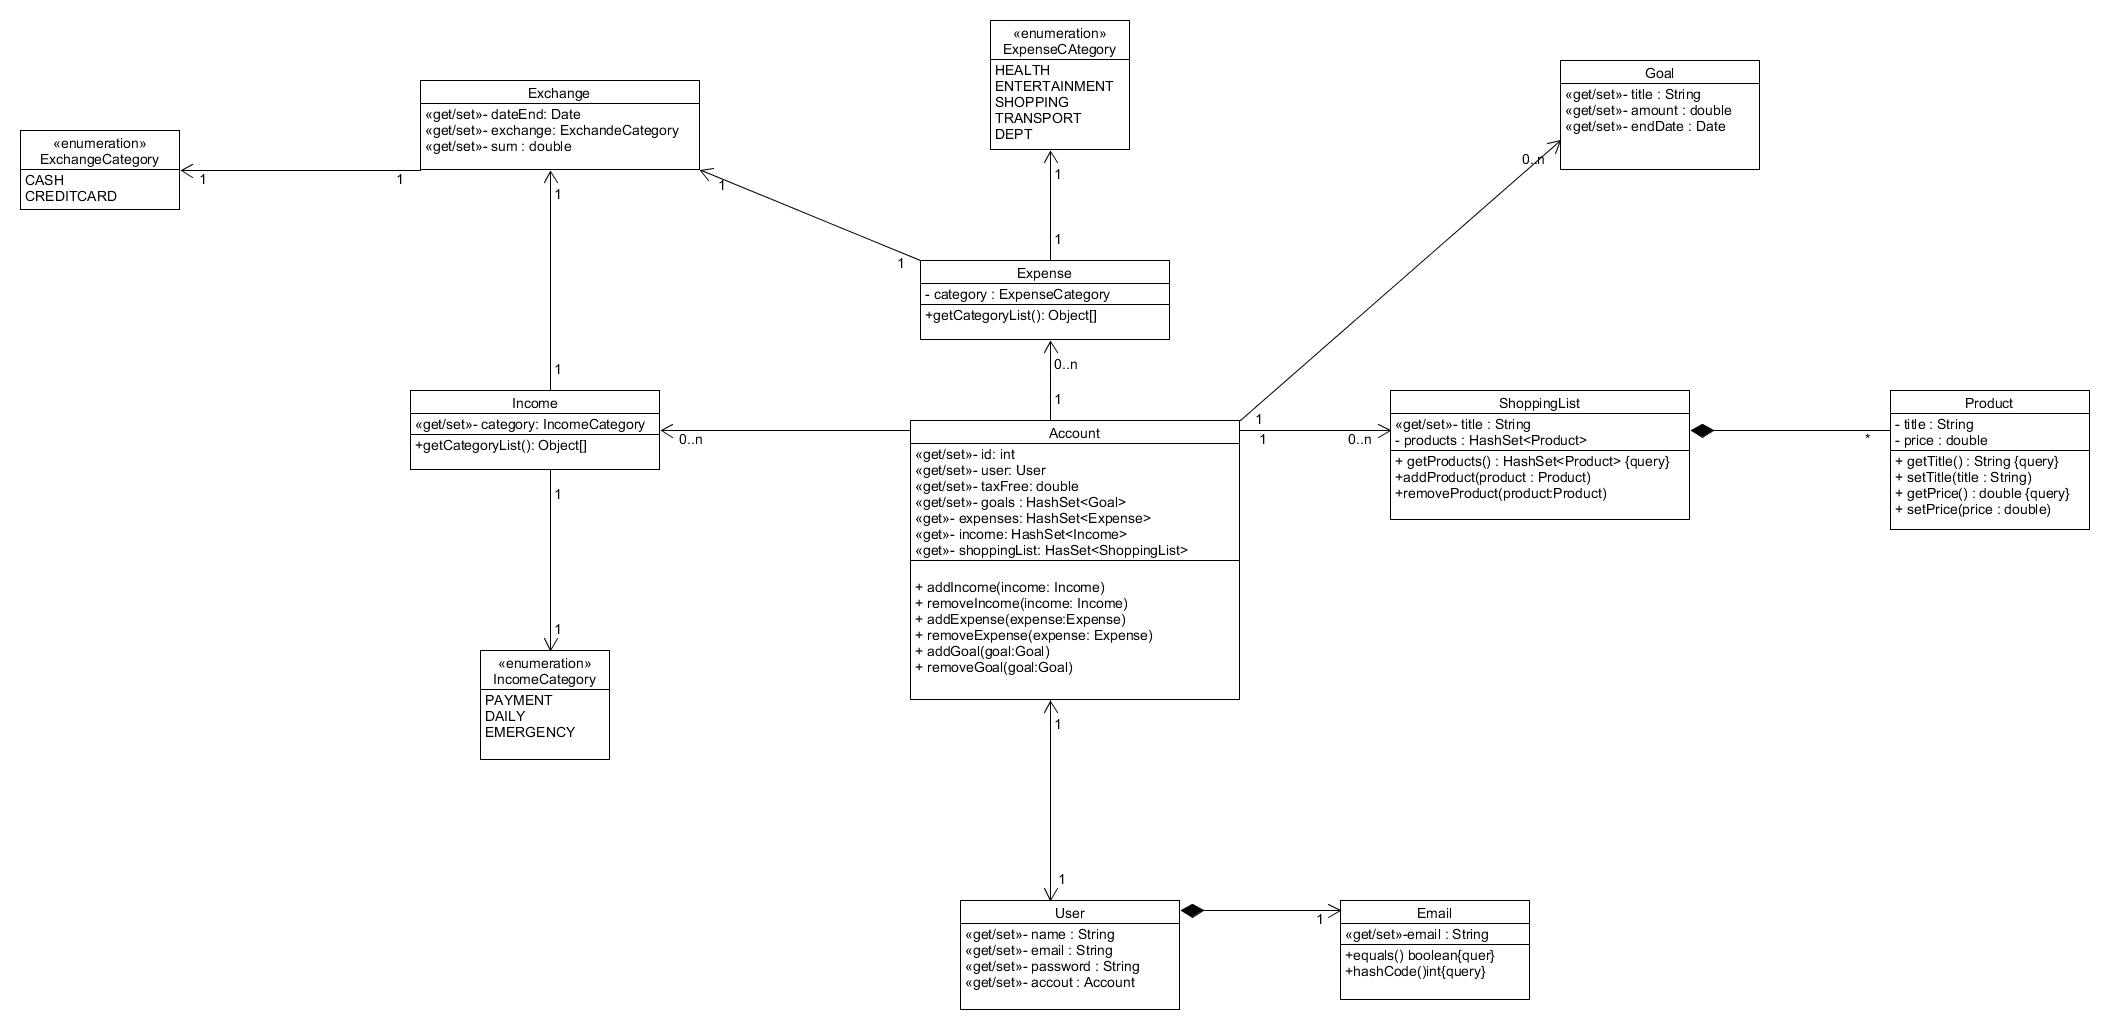 «enumeration»
ExpenseCAtegory
HEALTH
ENTERTAINMENT
SHOPPING
TRANSPORT
DEPT
1
1
Goal
«get/set»- title : String
«get/set»- amount : double
«get/set»- endDate : Date
0..n
Exchange
«get/set»- dateEnd: Date
«get/set»- exchange: ExchandeCategory
«get/set»- sum : double
«enumeration»
ExchangeCategory
CASH
CREDITCARD
1
1
1
1
1
1
Expense
- category : ExpenseCategory
+getCategoryList(): Object[]
0..n
1
Income
«get/set»- category: IncomeCategory
+getCategoryList(): Object[]
0..n
1
1
«enumeration»
IncomeCategory
PAYMENT
DAILY
EMERGENCY
Account
«get/set»- id: int
«get/set»- user: User
«get/set»- taxFree: double
«get/set»- goals : HashSet<Goal>
«get»- expenses: HashSet<Expense>
«get»- income: HashSet<Income>
«get»- shoppingList: HasSet<ShoppingList>
+ addIncome(income: Income)
+ removeIncome(income: Income)
+ addExpense(expense:Expense)
+ removeExpense(expense: Expense)
+ addGoal(goal:Goal)
+ removeGoal(goal:Goal)
1
1
0..n
ShoppingList
«get/set»- title : String
- products : HashSet<Product>
+ getProducts() : HashSet<Product> {query}
+addProduct(product : Product)
+removeProduct(product:Product)
*
Product
- title : String
- price : double
+ getTitle() : String {query}
+ setTitle(title : String)
+ getPrice() : double {query}
+ setPrice(price : double)
1
1
User
«get/set»- name : String
«get/set»- email : String
«get/set»- password : String
«get/set»- accout : Account
1
Email
«get/set»-email : String
+equals() boolean{quer}
+hashCode()int{query}